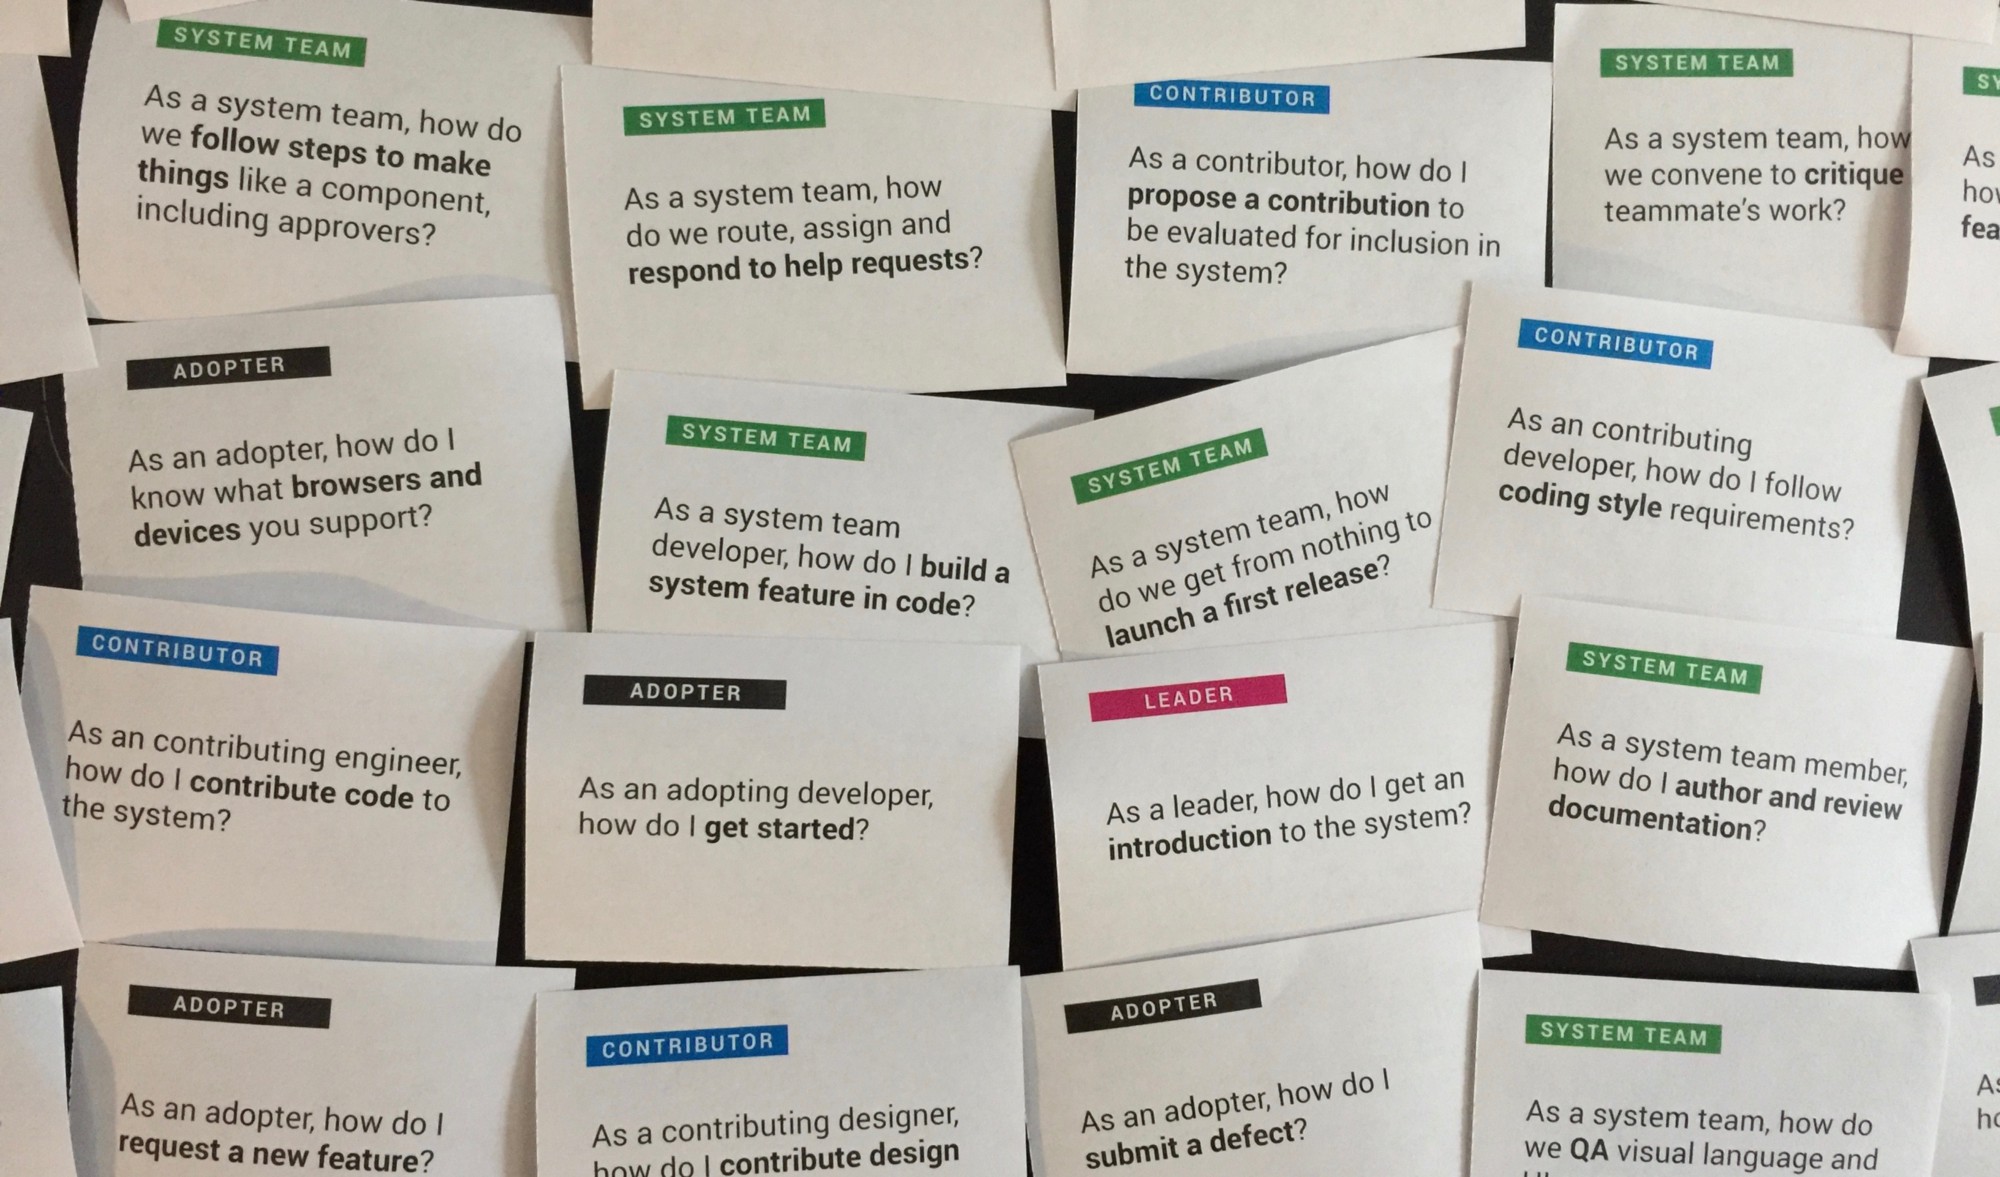 SYSTEM TEAM
As a system team, how do
we follow steps to make
things like a component,
including approvers?
SYSTEM TEAM
As a system team, how
do we route, assign and
respond to help requests?
CONTRIBUTOR
As a contributor, how do I
propose a contribution to
be evaluated for inclusion in
the system?
SYSTEM TEAM
As a system team, how
we convene to critique
teammate's work?
SY
As
how
fea
ADOPTER
As an adopter, how do I
know what browsers and
devices you support?
SYSTEM TEAM
As a system team
developer, how do I build a
system feature in code?
SYSTEM TEAM
As a system team, how
do we get from nothing to
launch a first release?
CONTRIBUTOR
As an contributing
developer, how do I follow
coding style requirements?
CONTRIBUTOR
As an contributing engineer,
how do I contribute code to
the system?
ADOPTER
As an adopting developer,
how do I get started?
LEADER
As a leader, how do I get an
introduction to the system?
SYSTEM TEAM
As a system team member,
how do I author and review
documentation?
ADOPTER
As an adopter, how do I
request a new feature?
CONTRIBUTOR
As a contributing designer,
how do I contribute design
ADOPTER
As an adopter, how do I
submit a defect?
SYSTEM TEAM
As a system team, how do
we QA visual language and
As
ho